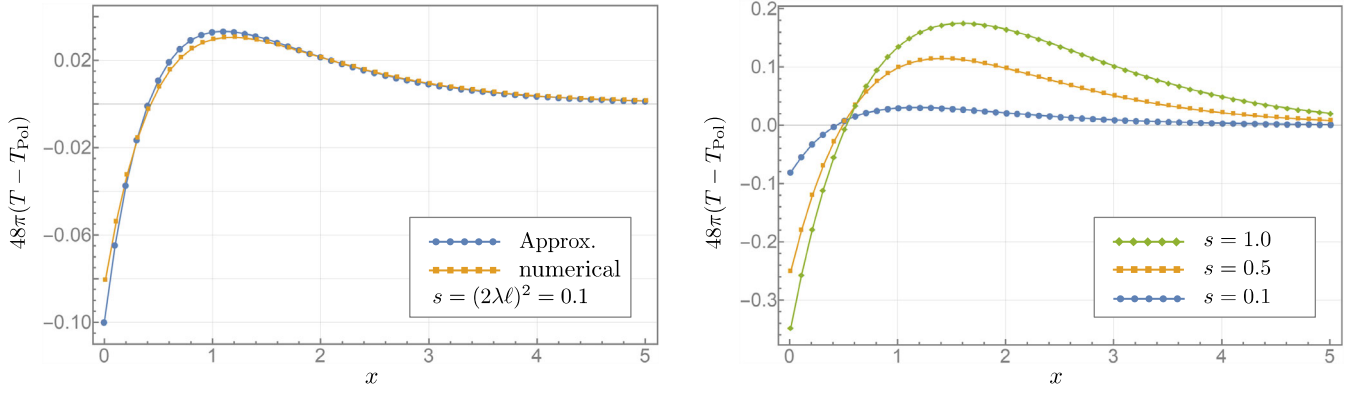 48π(T − T_Pol)
0.02
−0.02
−0.06
−0.10
0
1
2
3
4
5
x
Approx.
numerical
s = (2λℓ)² = 0.1
48π(T − T_Pol)
0.2
0.1
0.0
−0.1
−0.2
−0.3
0
1
2
3
4
5
x
s = 1.0
s = 0.5
s = 0.1